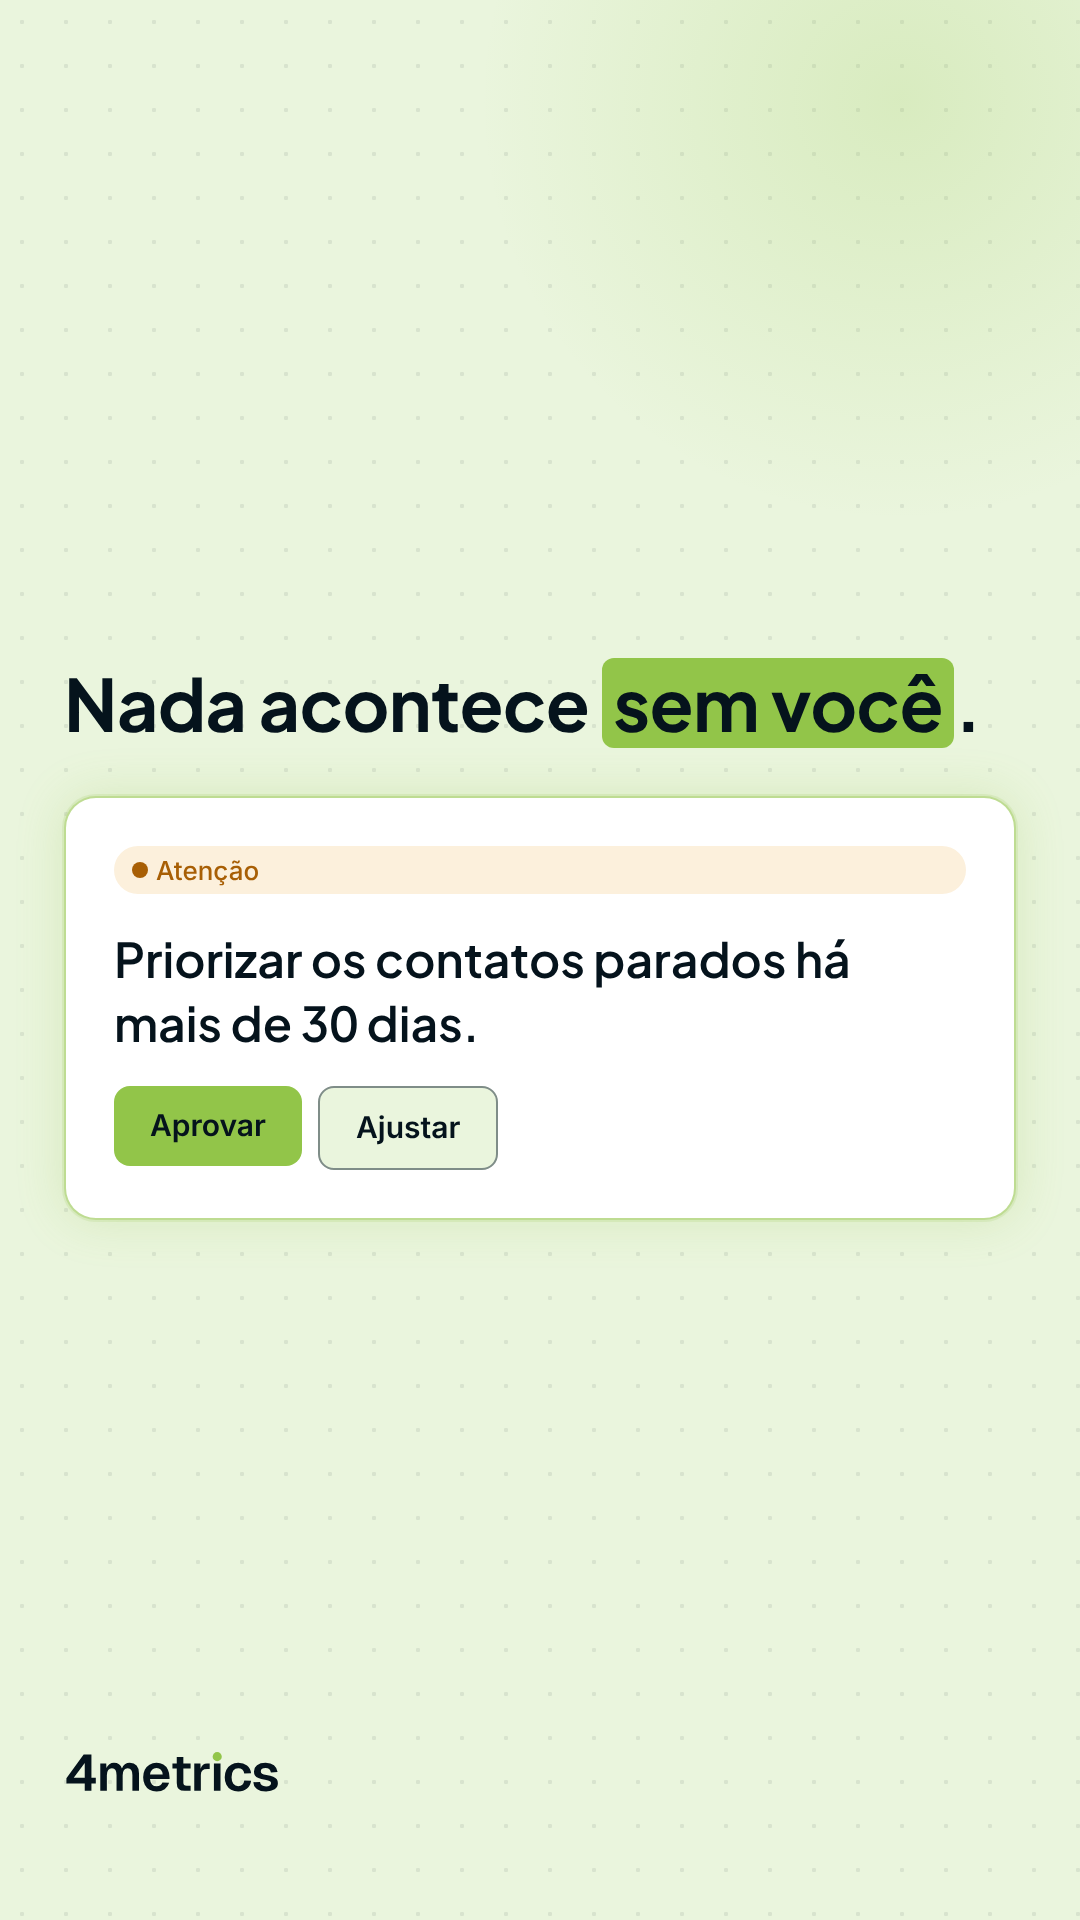 Nada acontece sem você.
Atenção
Priorizar os contatos parados há
mais de 30 dias.
Aprovar
Ajustar
4metrics